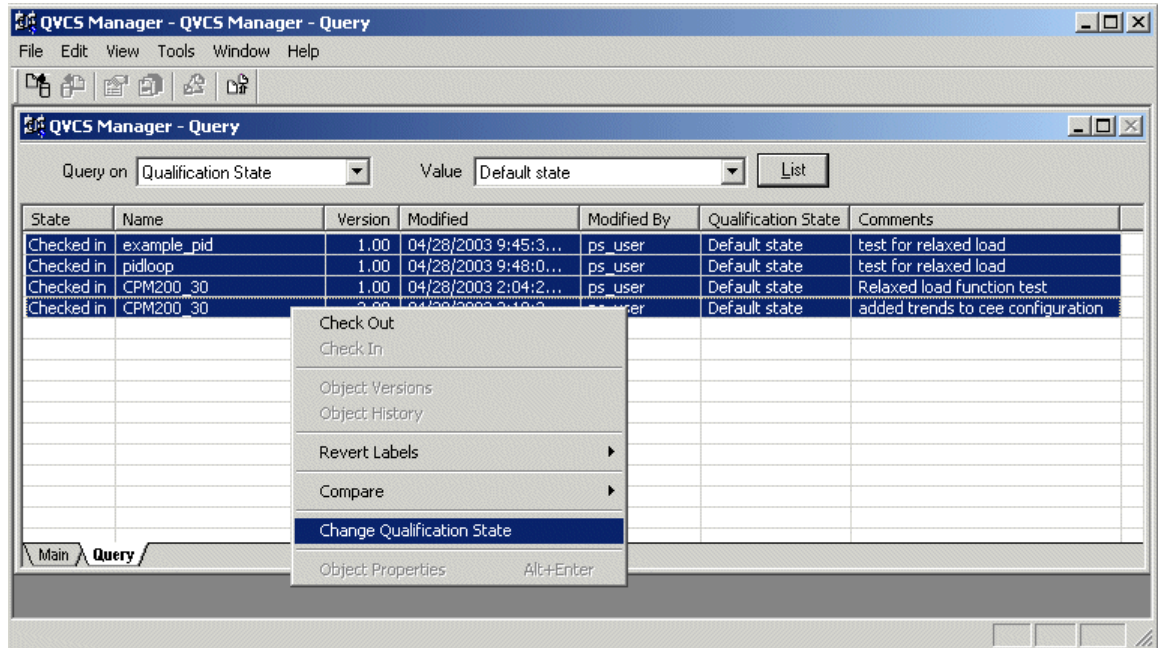 QVCS Manager - QVCS Manager - Query
File Edit View Tools Window Help
QVCS Manager - Query
Query on Qualification State Value Default state List
State Name Version Modified Modified By Qualification State Comments
Checked in example_pid 1.00 04/28/2003 9:45:3... ps_user Default state test for relaxed load
Checked in pidloop 1.00 04/28/2003 9:48:0... ps_user Default state test for relaxed load
Checked in CPM200_30 1.00 04/28/2003 2:04:2... ps_user Default state Relaxed load function test
Checked in CPM200_30 Default state added trends to cee configuration
Check Out
Check In
Object Versions
Object History
Revert Labels
Compare
Change Qualification State
Object Properties Alt+Enter
Main Query